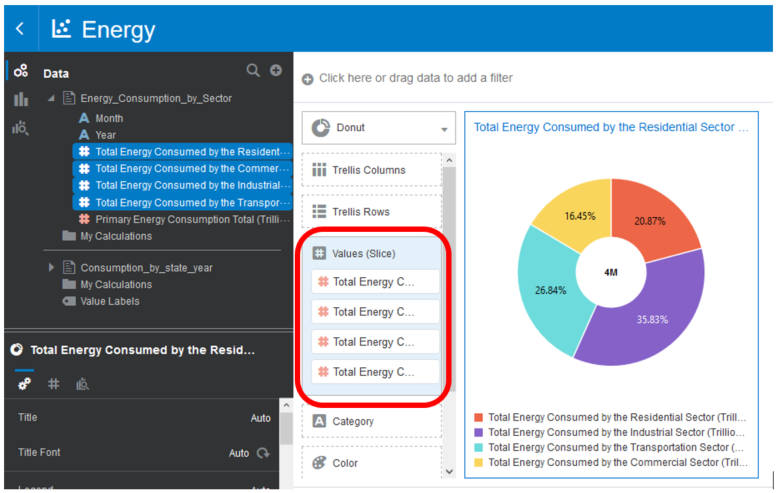 Energy
Data
Energy_Consumption_by_Sector
Month
Year
Total Energy Consumed by the Resident...
Total Energy Consumed by the Commer...
Total Energy Consumed by the Industrial...
Total Energy Consumed by the Transpor...
Primary Energy Consumption Total (Trilli...
My Calculations
Consumption_by_state_year
My Calculations
Value Labels
Total Energy Consumed by the Resid...
Title
Auto
Title Font
Auto
Legend
Auto
Click here or drag data to add a filter
Donut
Trellis Columns
Trellis Rows
Values (Slice)
Total Energy C...
Total Energy C...
Total Energy C...
Total Energy C...
Category
Color
Total Energy Consumed by the Residential Sector ...
16.45%
20.87%
4M
26.84%
35.83%
Total Energy Consumed by the Residential Sector (Trill...
Total Energy Consumed by the Industrial Sector (Trillio...
Total Energy Consumed by the Transportation Sector (...
Total Energy Consumed by the Commercial Sector (Tril...